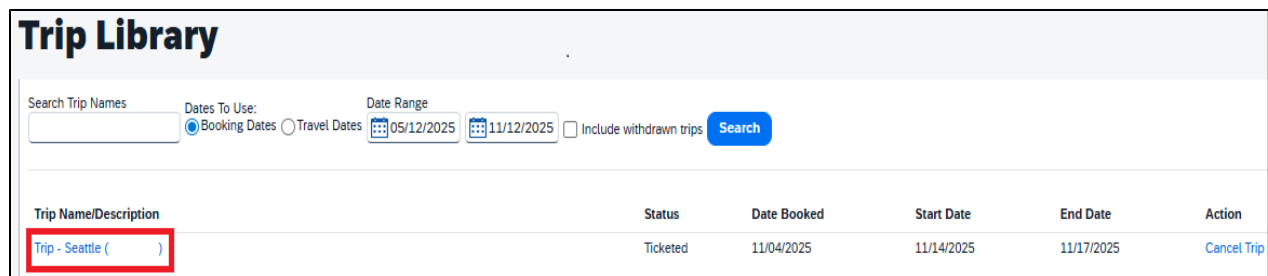 Trip Library
Search Trip Names
Dates To Use:
Date Range
Booking Dates Travel Dates 05/12/2025 11/12/2025 Include withdrawn trips Search
Trip Name/Description Status Date Booked Start Date End Date Action
Trip - Seattle ( ) Ticketed 11/04/2025 11/14/2025 11/17/2025 Cancel Trip